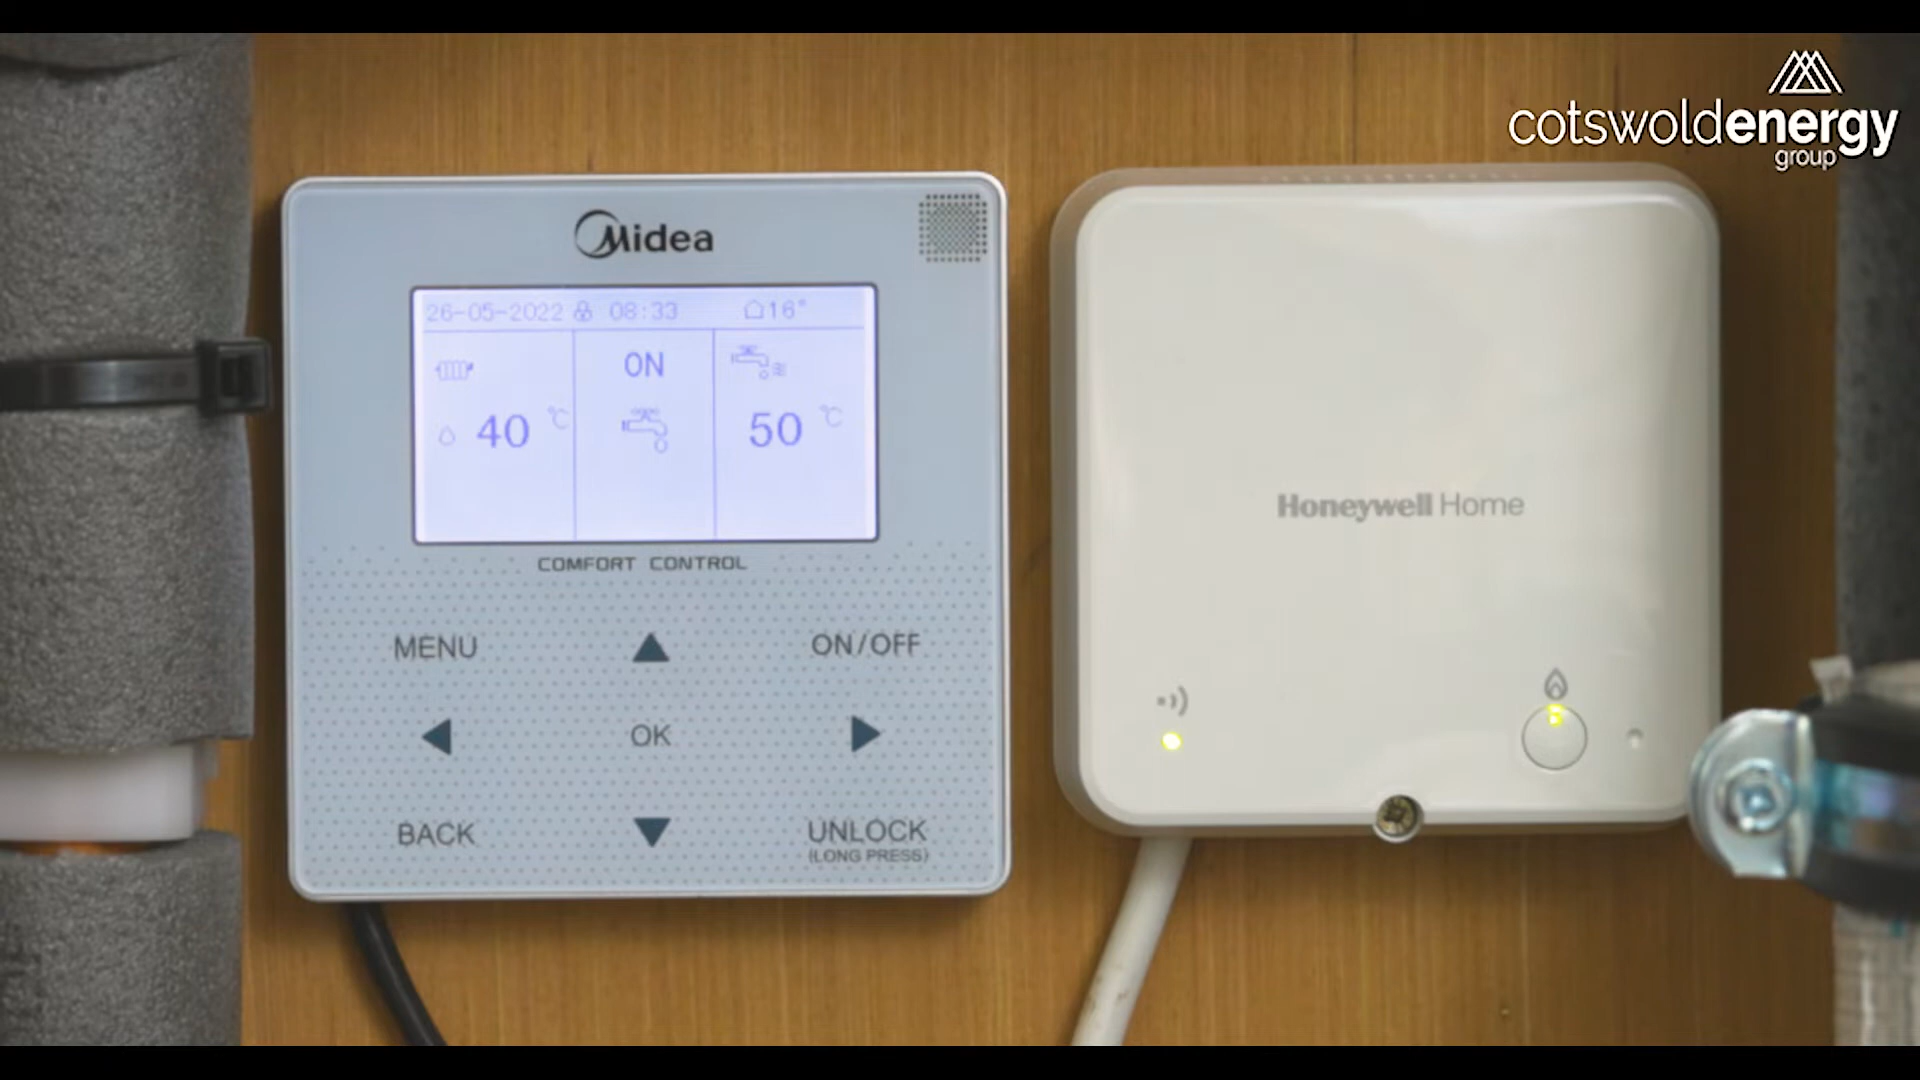 cotswoldenergy
group
Midea
26-05-2022 08:33 16°
ON
40 °C
50 °C
COMFORT CONTROL
MENU
ON/OFF
OK
BACK
UNLOCK
(LONG PRESS)
Honeywell Home